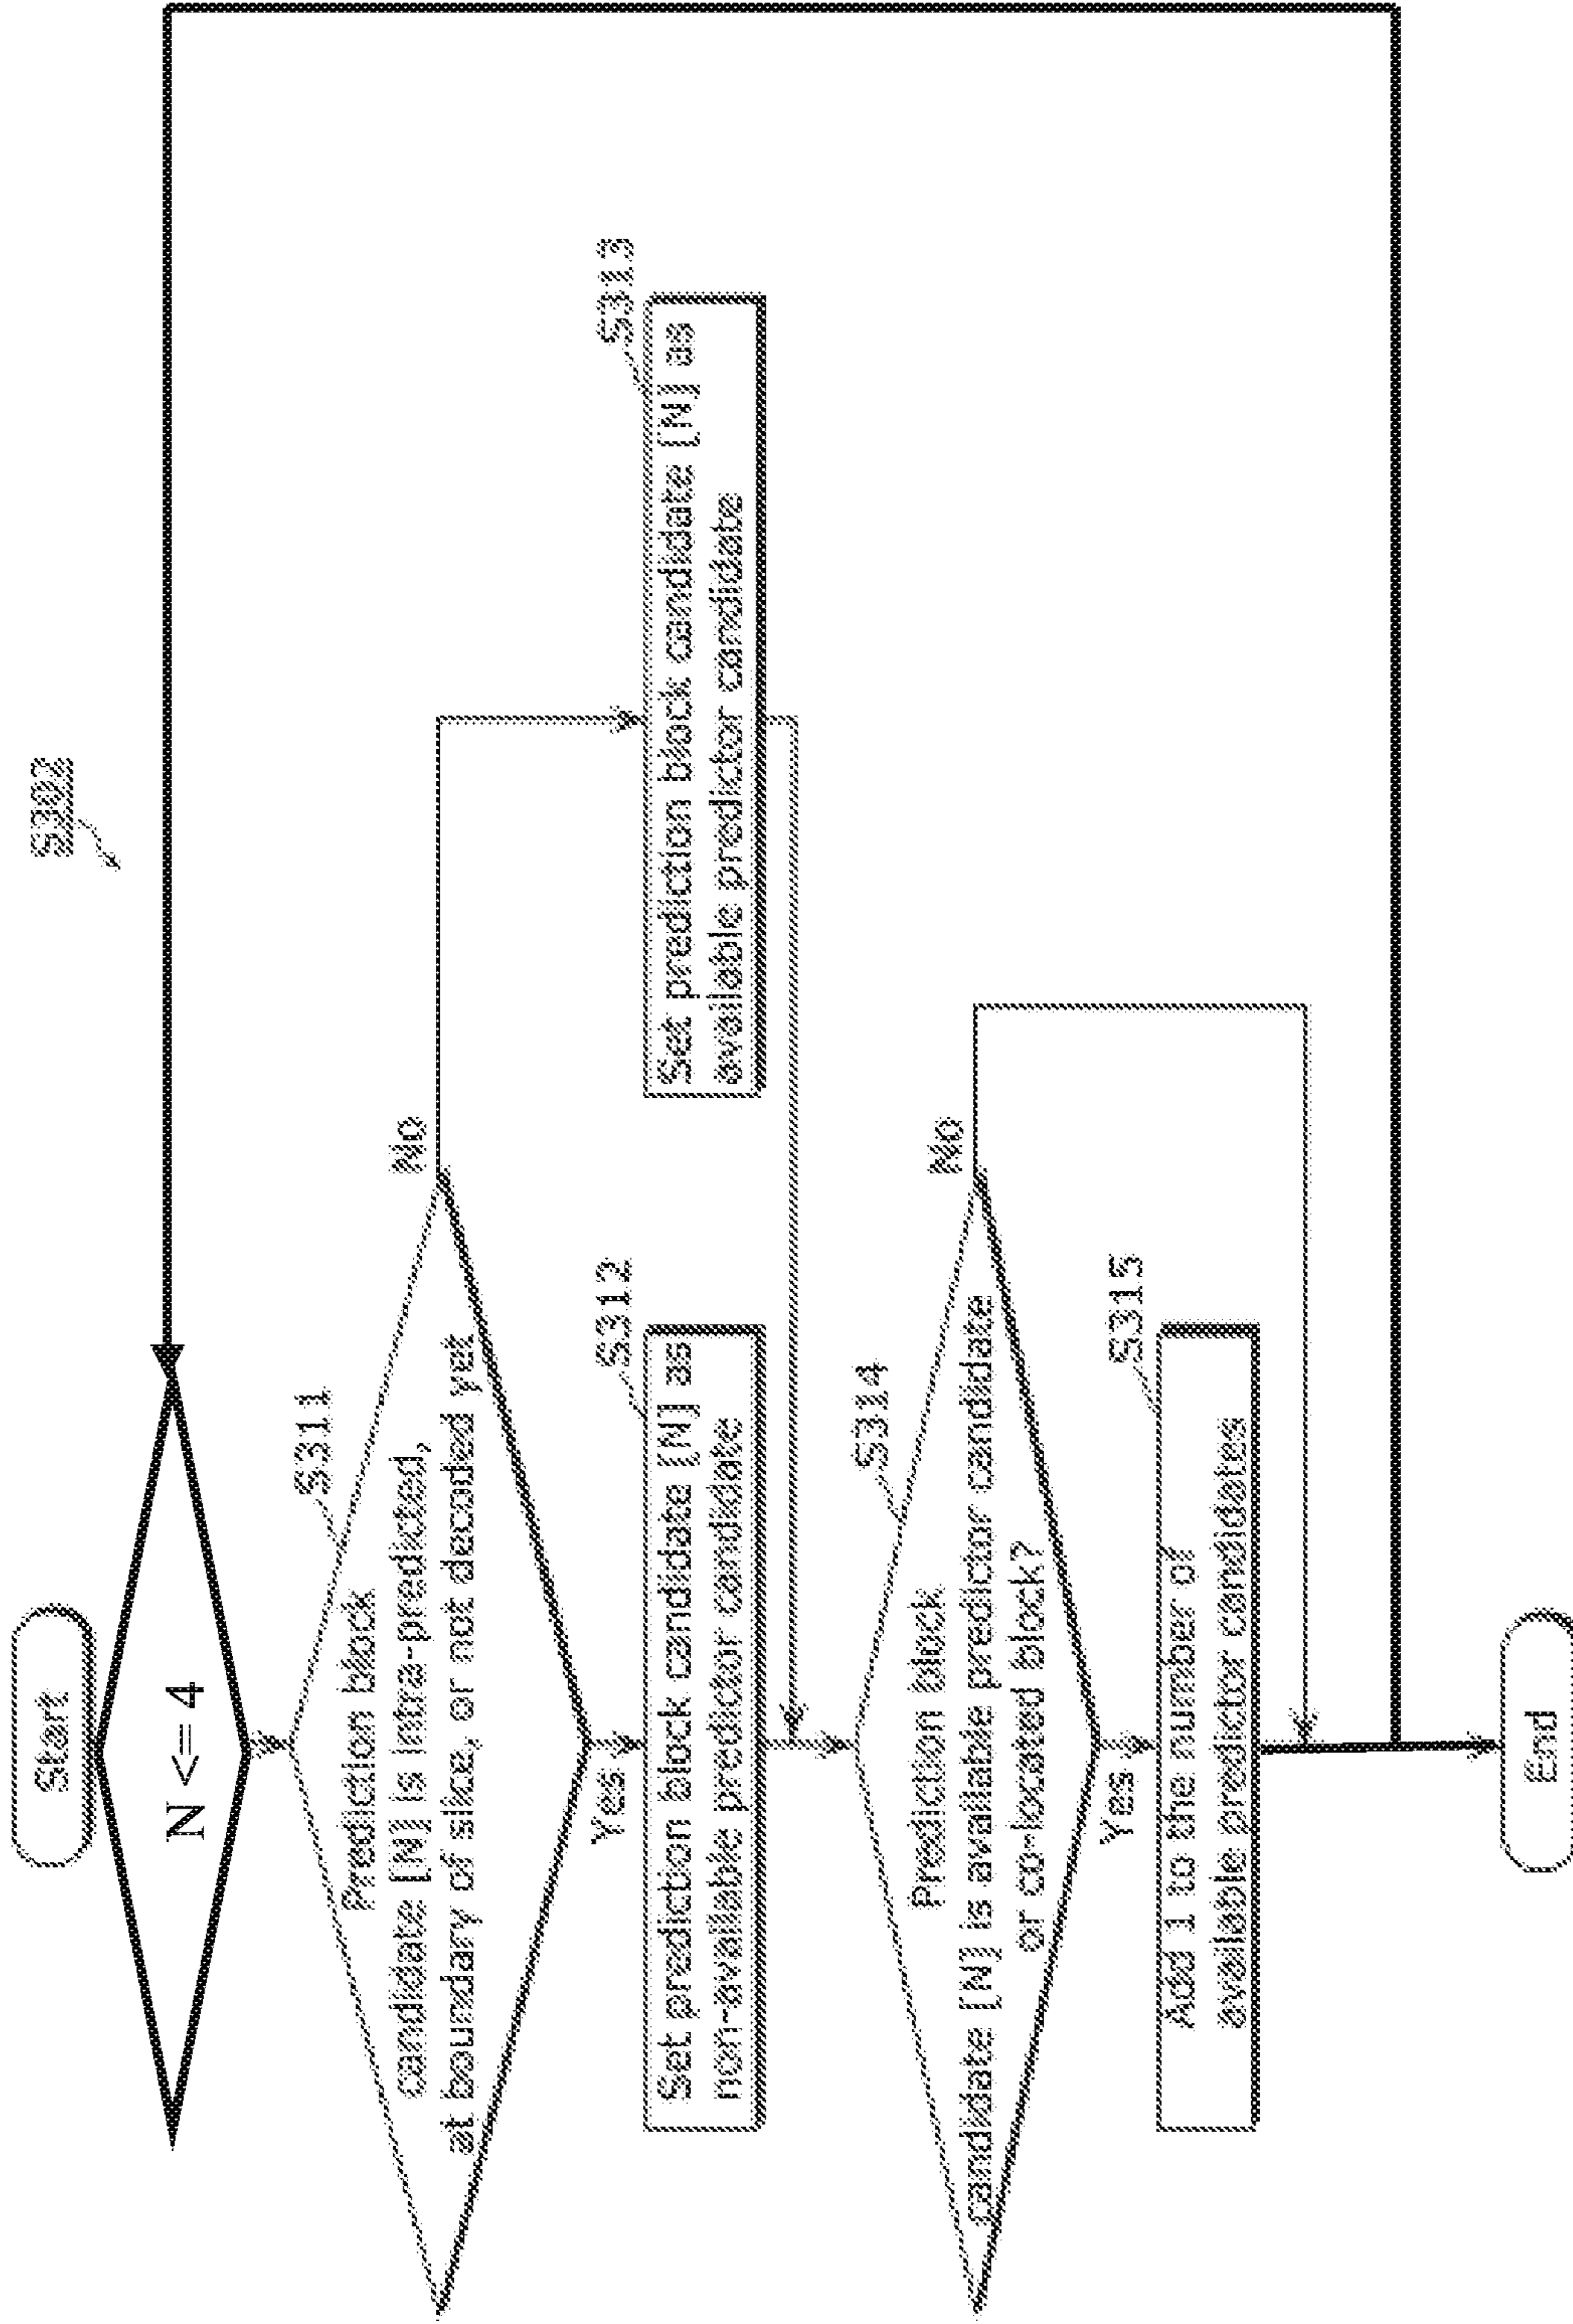 S302
Start
N <= 4
S311
Prediction block
candidate [N] is intra-predicted,
at boundary of slice, or not decoded yet
No
Yes
S312
Set prediction block candidate [N] as
non-available predictor candidate
S313
Set prediction block candidate [N] as
available predictor candidate
S314
Prediction block
candidate [N] is available predictor candidate
or co-located block?
No
Yes
S315
Add 1 to the number of
available predictor candidates
End